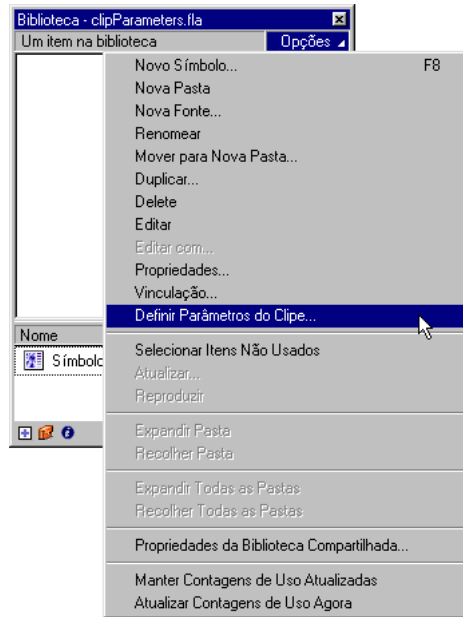 Biblioteca - clipParameters.fla
Um item na biblioteca Opções
Novo Símbolo... F8
Nova Pasta
Nova Fonte...
Renomear
Mover para Nova Pasta...
Duplicar...
Delete
Editar
Editar com...
Propriedades...
Vinculação...
Definir Parâmetros do Clipe...
Nome
Selecionar Itens Não Usados
Símbolo
Atualizar...
Reproduzir
Expandir Pasta
Recolher Pasta
Expandir Todas as Pastas
Recolher Todas as Pastas
Propriedades da Biblioteca Compartilhada...
Manter Contagens de Uso Atualizadas
Atualizar Contagens de Uso Agora